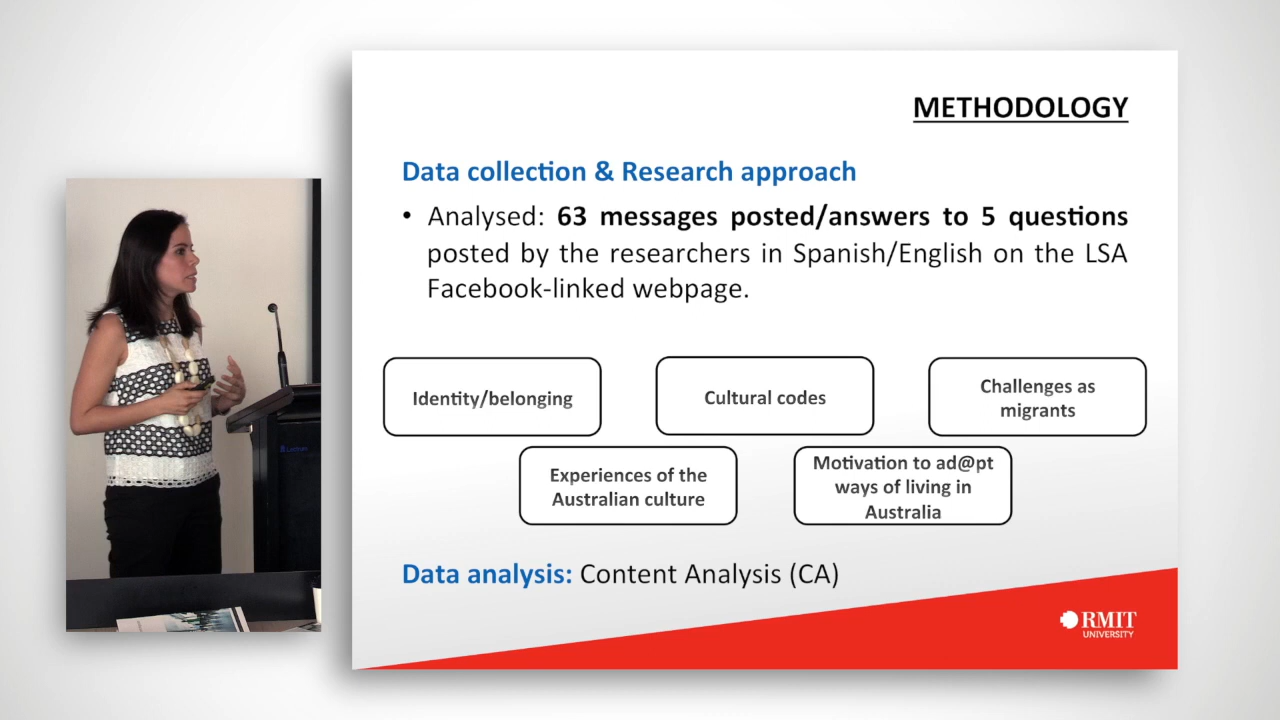 METHODOLOGY
Data collection & Research approach
• Analysed: 63 messages posted/answers to 5 questions
posted by the researchers in Spanish/English on the LSA
Facebook-linked webpage.
Identity/belonging
Cultural codes
Challenges as
migrants
Experiences of the
Australian culture
Motivation to ad@pt
ways of living in
Australia
Data analysis: Content Analysis (CA)
RMIT
UNIVERSITY